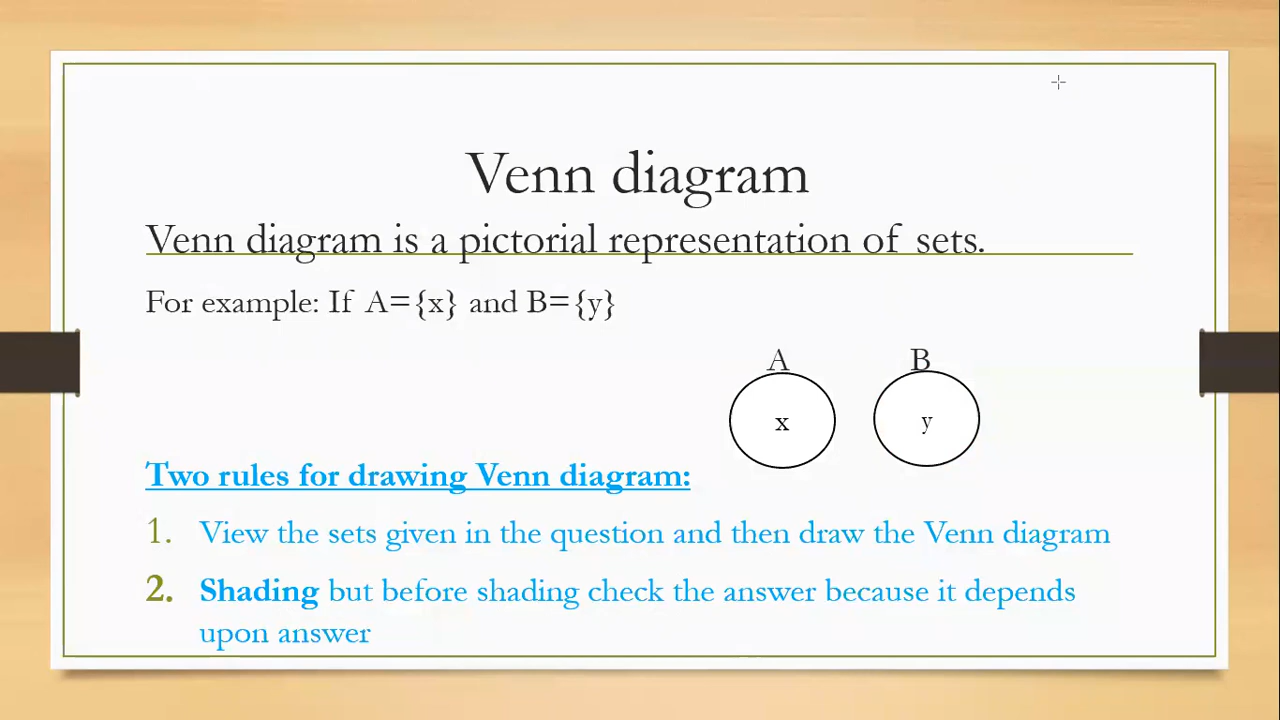 Venn diagram
Venn diagram is a pictorial representation of sets.
For example: If A={x} and B={y}
A B
x y
Two rules for drawing Venn diagram:
1. View the sets given in the question and then draw the Venn diagram
2. Shading but before shading check the answer because it depends
upon answer